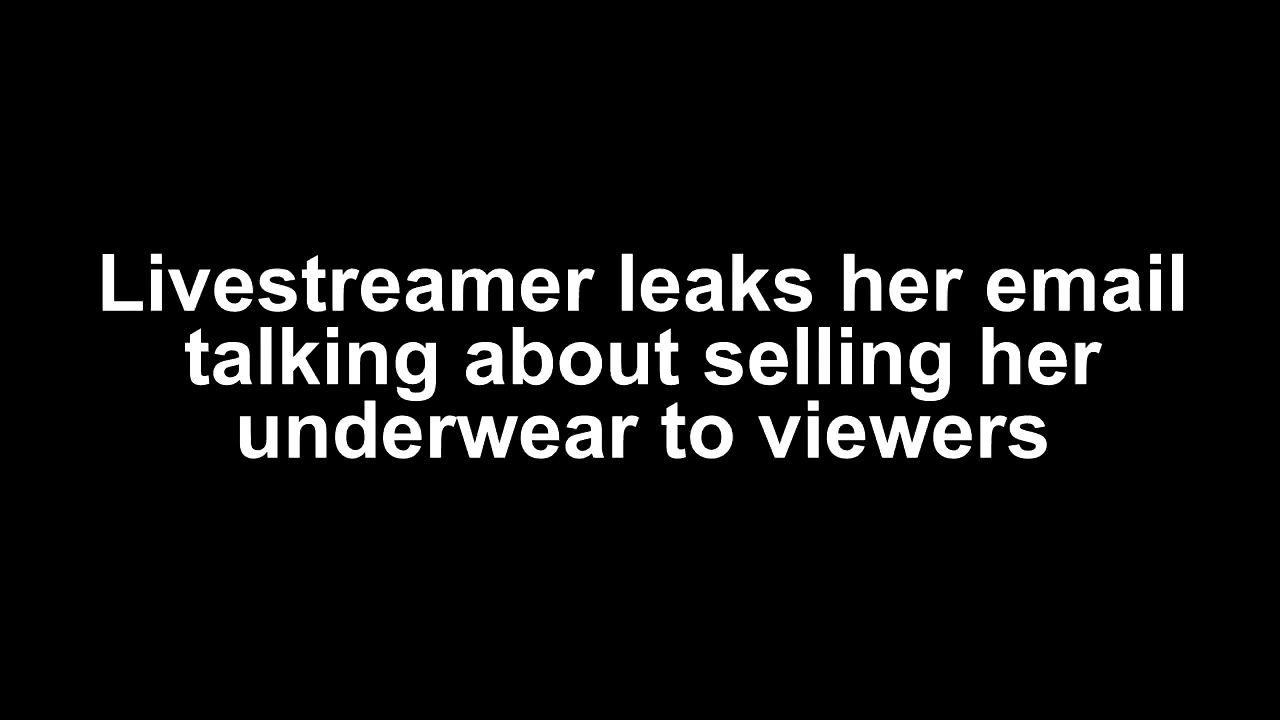 Livestreamer leaks her email
talking about selling her
underwear to viewers